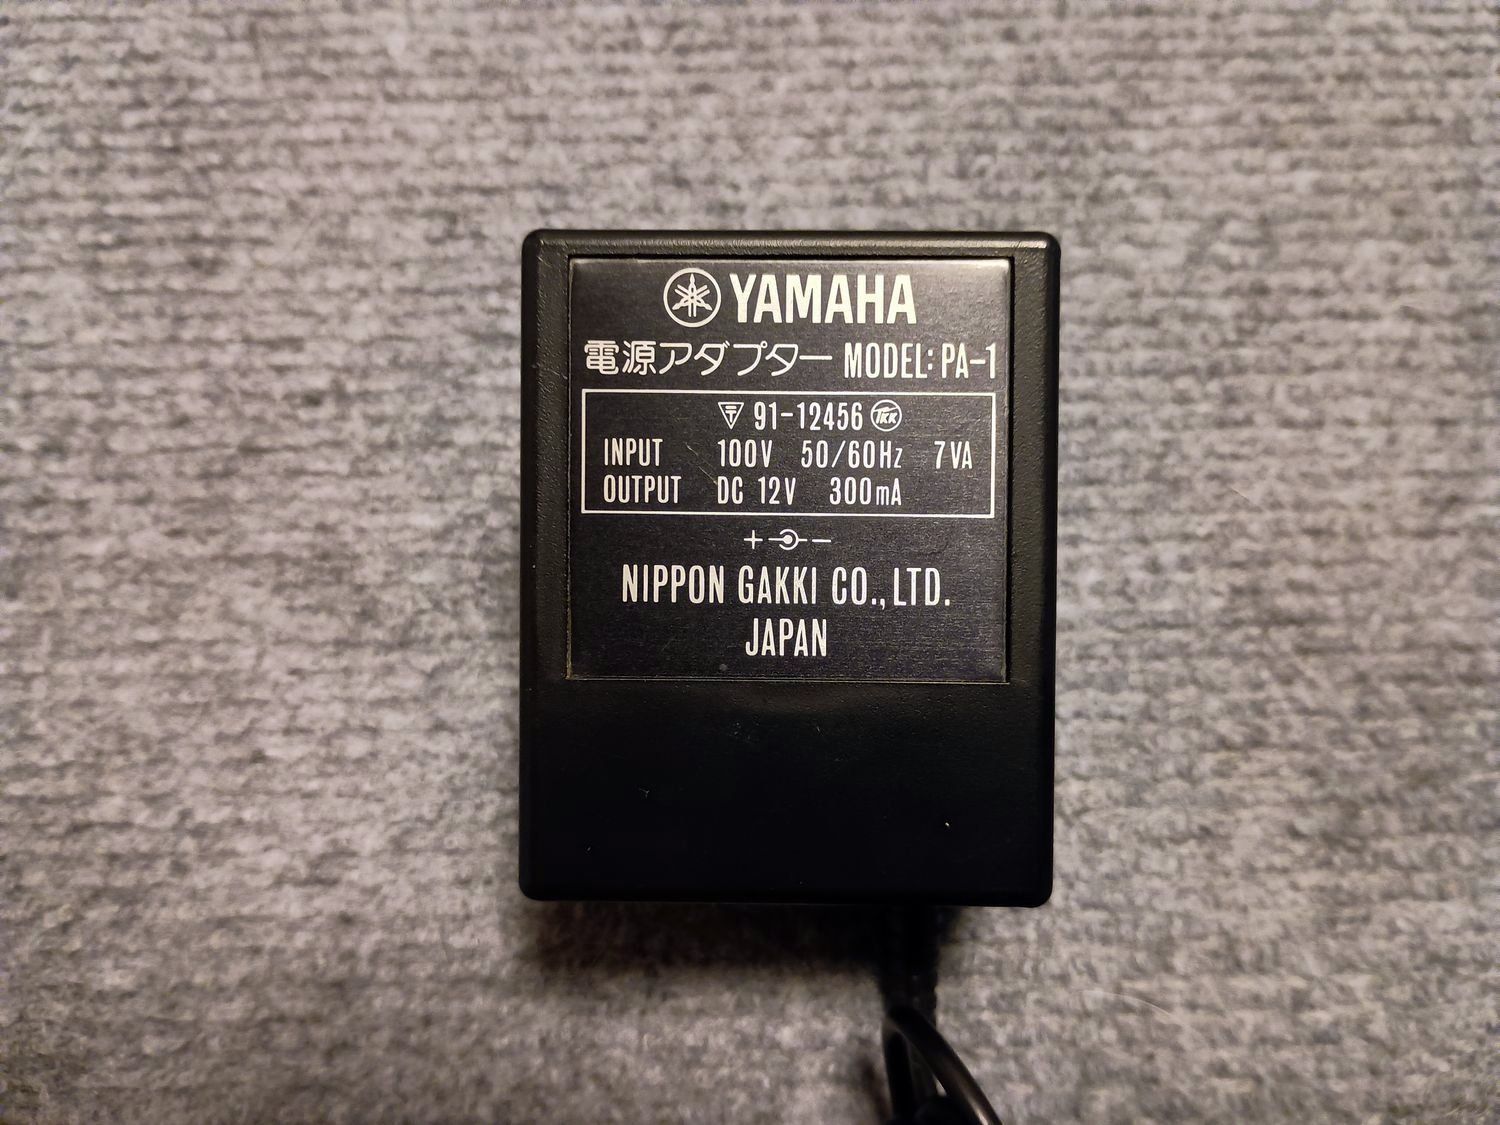 YAMAHA
電源アダプター MODEL: PA-1
〒 91-12456 TKK
INPUT 100V 50/60Hz 7VA
OUTPUT DC 12V 300mA
+ −
NIPPON GAKKI CO., LTD.
JAPAN